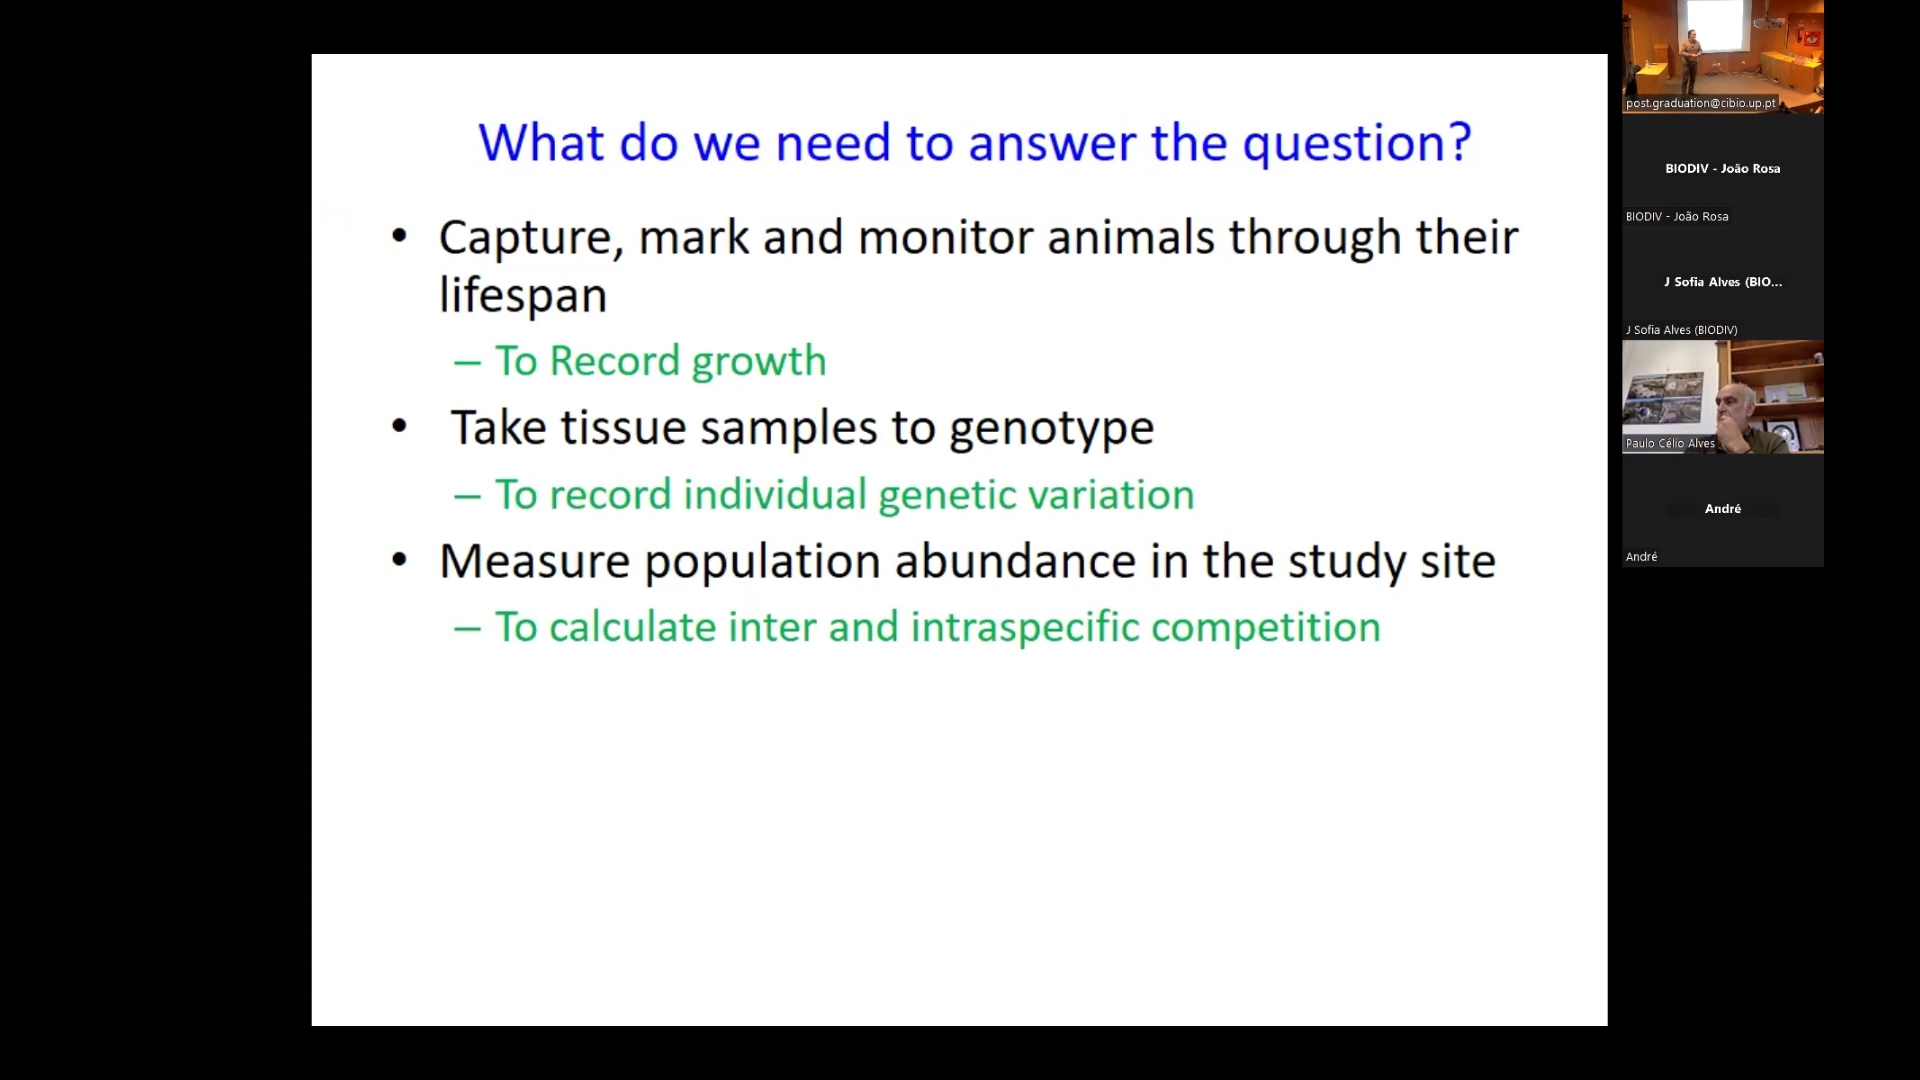 What do we need to answer the question?
• Capture, mark and monitor animals through their
lifespan
– To Record growth
• Take tissue samples to genotype
– To record individual genetic variation
• Measure population abundance in the study site
– To calculate inter and intraspecific competition
post.graduation@cibio.up.pt
BIODIV - João Rosa
BIODIV - João Rosa
J Sofia Alves (BIO...
J Sofia Alves (BIODIV)
Paulo Célio Alves
André
André